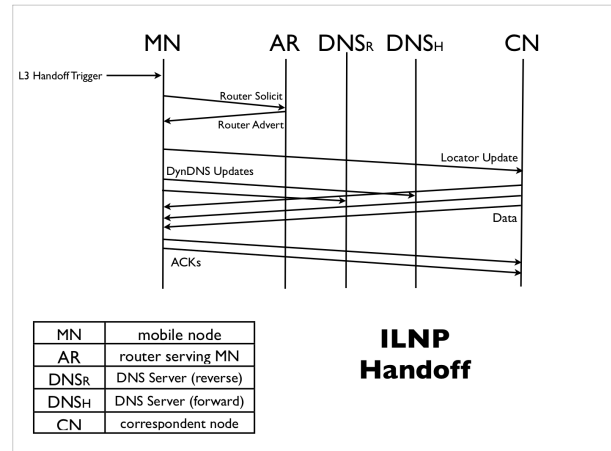 MN AR DNSR DNSH CN
L3 Handoff Trigger
Router Solicit
Router Advert
Locator Update
DynDNS Updates
Data
ACKs
MN mobile node
AR router serving MN
DNSR DNS Server (reverse)
DNSH DNS Server (forward)
CN correspondent node
ILNP
Handoff